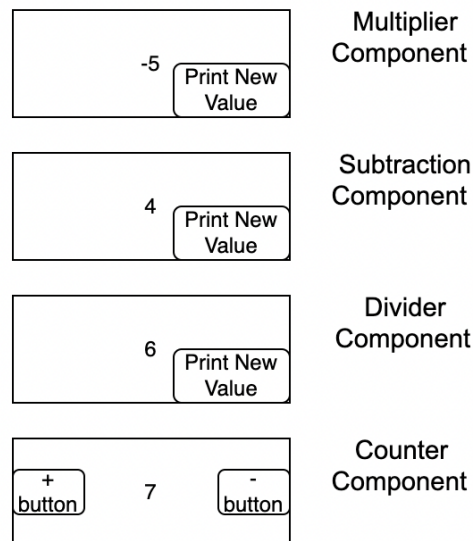 Multiplier
Component
-5
Print New
Value
Subtraction
Component
4
Print New
Value
Divider
Component
6
Print New
Value
Counter
Component
+
button
7
-
button